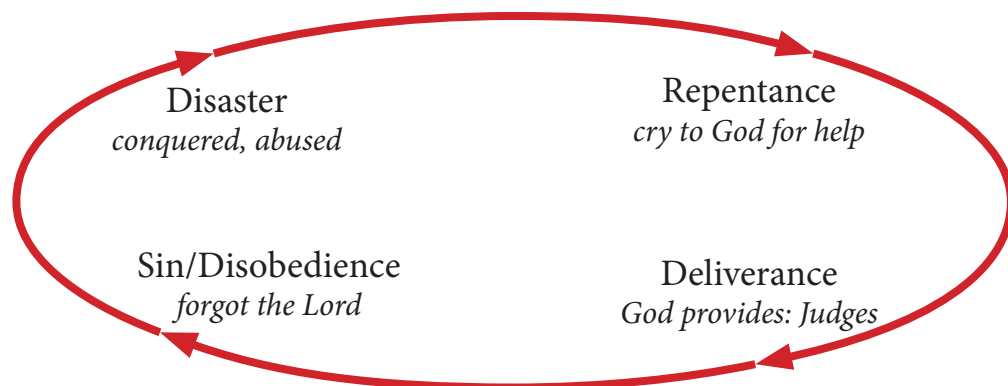 Disaster
conquered, abused
Repentance
cry to God for help
Sin/Disobedience
forgot the Lord
Deliverance
God provides: Judges